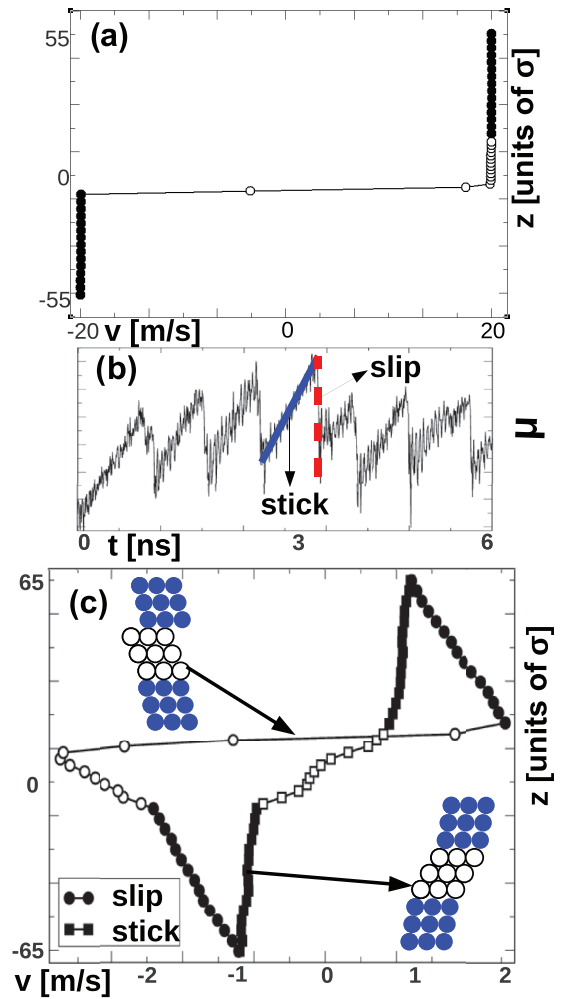 (a)
55
0
-55
z [units of σ]
-20 v [m/s] 0 20
(b)
slip
stick
μ
0 t [ns] 3 6
(c)
65
0
-65
z [units of σ]
slip
stick
v [m/s] -2 -1 0 1 2